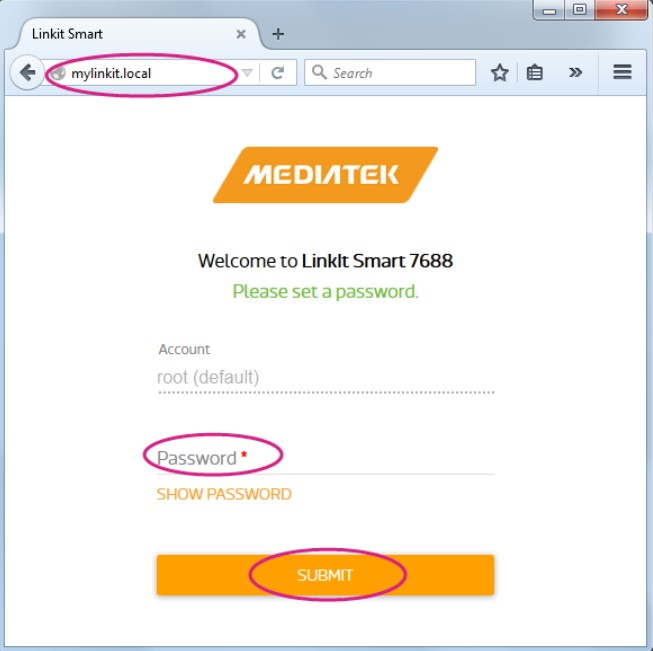 Linkit Smart
mylinkit.local
Search
MEDIATEK
Welcome to LinkIt Smart 7688
Please set a password.
Account
root (default)
Password *
SHOW PASSWORD
SUBMIT